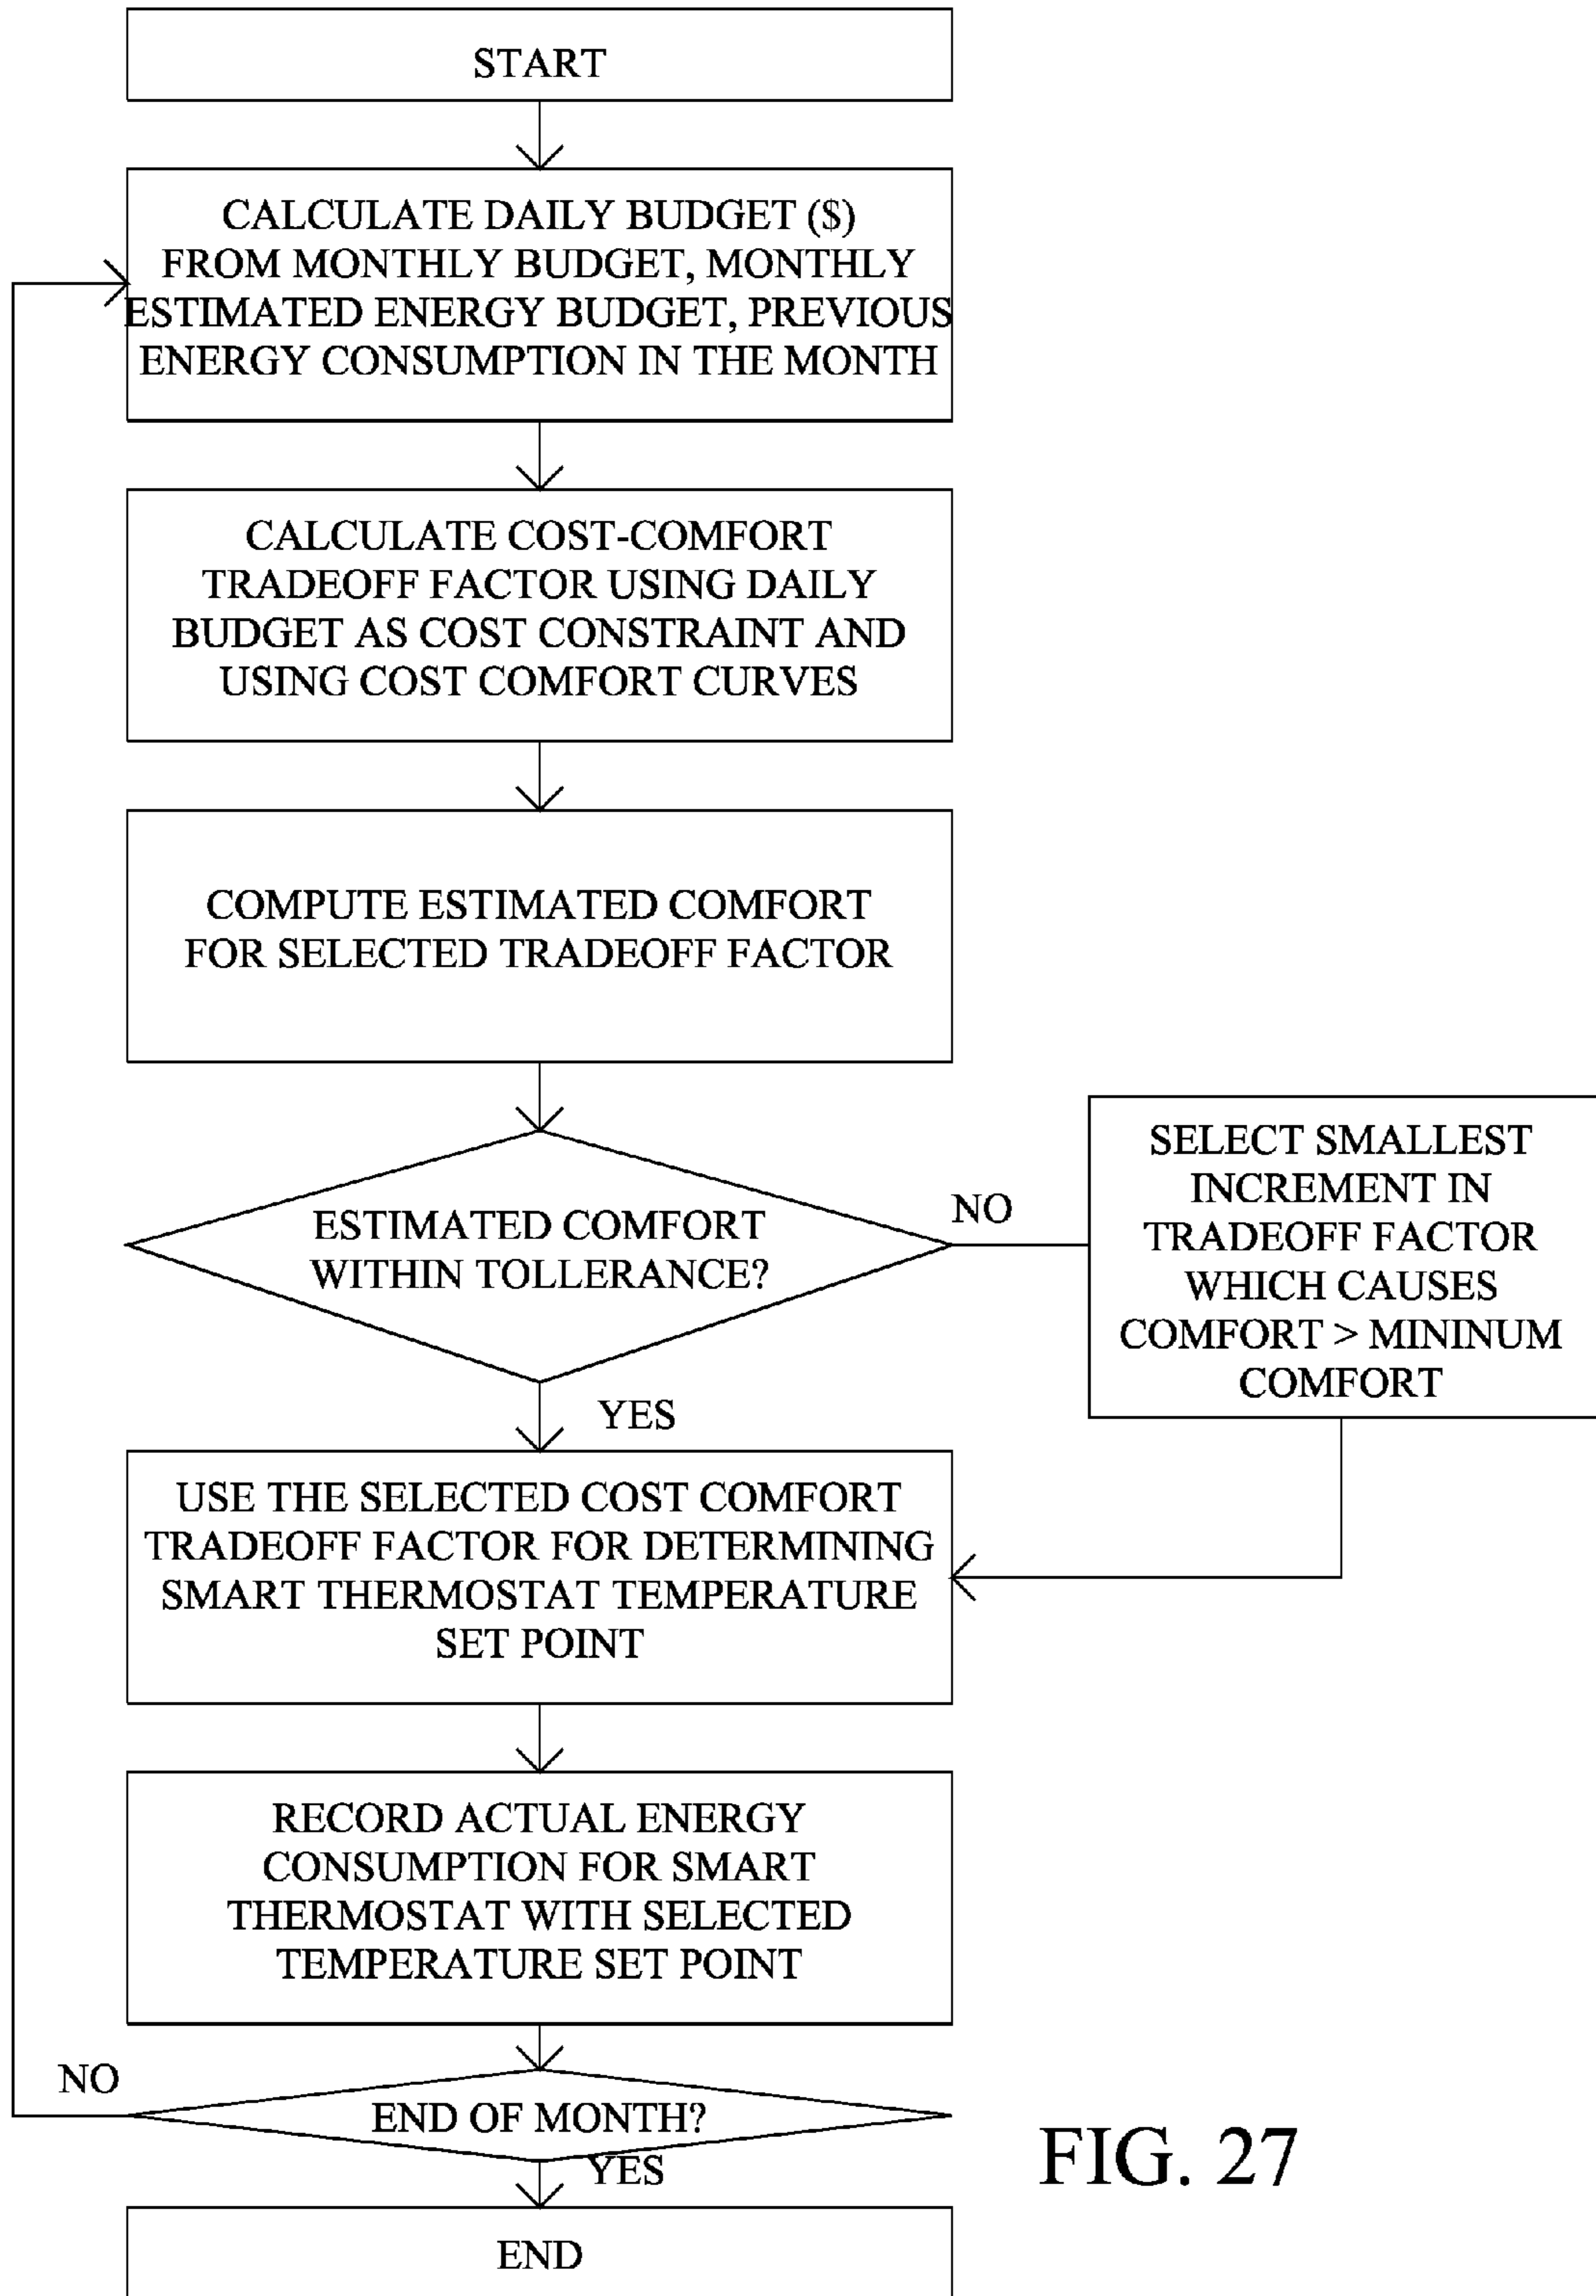 START
CALCULATE DAILY BUDGET ($)
FROM MONTHLY BUDGET, MONTHLY
ESTIMATED ENERGY BUDGET, PREVIOUS
ENERGY CONSUMPTION IN THE MONTH
CALCULATE COST-COMFORT
TRADEOFF FACTOR USING DAILY
BUDGET AS COST CONSTRAINT AND
USING COST COMFORT CURVES
COMPUTE ESTIMATED COMFORT
FOR SELECTED TRADEOFF FACTOR
ESTIMATED COMFORT
WITHIN TOLLERANCE?
NO
SELECT SMALLEST
INCREMENT IN
TRADEOFF FACTOR
WHICH CAUSES
COMFORT > MININUM
COMFORT
YES
USE THE SELECTED COST COMFORT
TRADEOFF FACTOR FOR DETERMINING
SMART THERMOSTAT TEMPERATURE
SET POINT
RECORD ACTUAL ENERGY
CONSUMPTION FOR SMART
THERMOSTAT WITH SELECTED
TEMPERATURE SET POINT
NO
END OF MONTH?
YES
END
FIG. 27